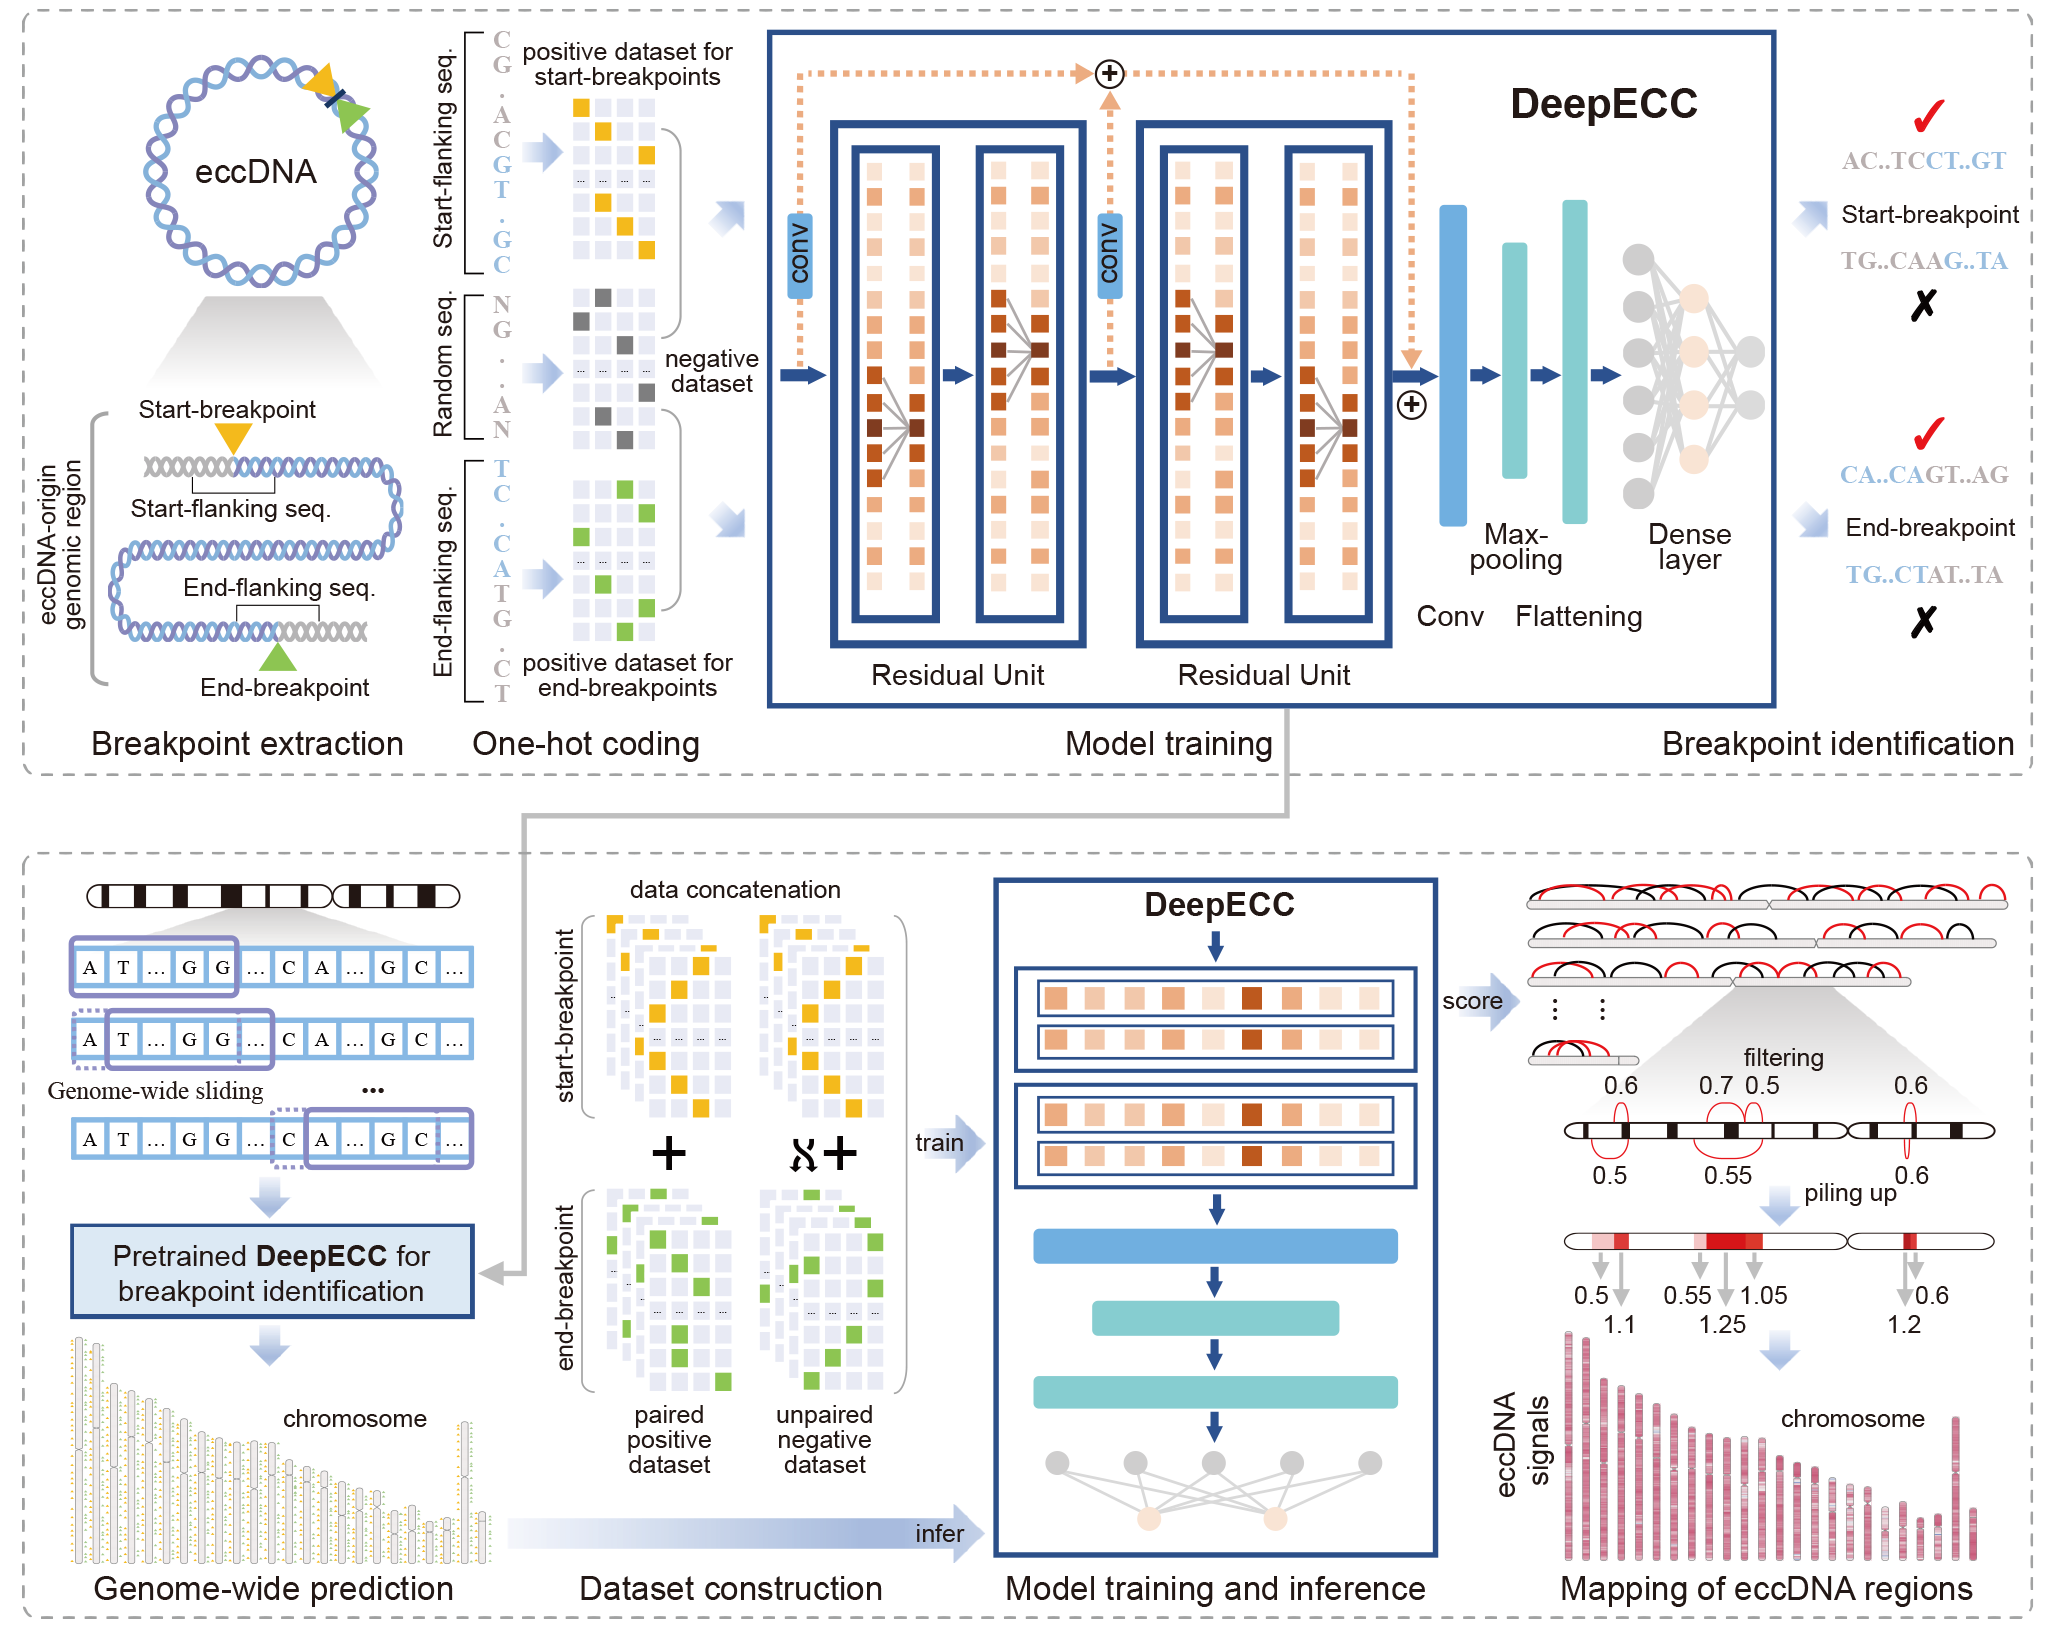 eccDNA
Start-breakpoint
Start-flanking seq.
End-flanking seq.
End-breakpoint
eccDNA-origin
genomic region
Breakpoint extraction
Start-flanking seq.
C
G
.
A
C
G
T
.
G
C
Random seq.
N
G
.
.
A
N
End-flanking seq.
T
C
.
C
A
T
G
.
C
T
positive dataset for
start-breakpoints
... ... ... ...
negative
dataset
... ... ... ...
... ... ... ...
positive dataset for
end-breakpoints
One-hot coding
DeepECC
conv
conv
+
+
Residual Unit
Residual Unit
Max-
pooling
Dense
layer
Conv
Flattening
Model training
✓
AC..TCCT..GT
Start-breakpoint
TG..CAAG..TA
✗
✓
CA..CAGT..AG
End-breakpoint
TG..CTAT..TA
✗
Breakpoint identification
A T ... G G ... C A ... G C ...
A T ... G G ... C A ... G C ...
Genome-wide sliding ...
A T ... G G ... C A ... G C ...
Pretrained DeepECC for
breakpoint identification
chromosome
Genome-wide prediction
data concatenation
start-breakpoint
... ... ... ...
... ... ... ...
+
+
end-breakpoint
... ... ... ...
... ... ... ...
paired
positive
dataset
unpaired
negative
dataset
train
infer
Dataset construction
DeepECC
Model training and inference
score
filtering
0.6 0.7 0.5 0.6
0.5 0.55 0.6
piling up
0.5 0.55 1.05 0.6
1.1 1.25 1.2
eccDNA
signals
chromosome
Mapping of eccDNA regions